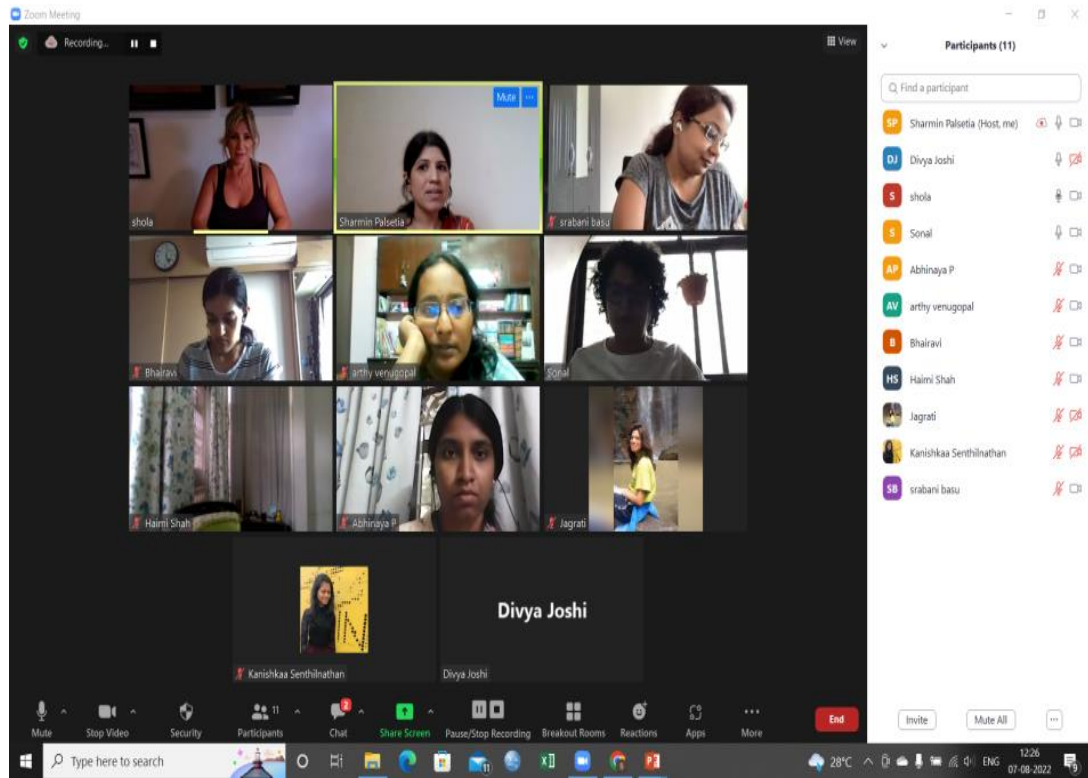 Zoom Meeting
Recording...
View
Participants (11)
Find a participant
shola
Mute ...
Sharmin Palsetia
srabani basu
Bhairavi
arthy venugopal
Sonal
Haimi Shah
Abhinaya P
Jagrati
Kanishkaa Senthilnathan
Divya Joshi
Divya Joshi
SP Sharmin Palsetia (Host, me)
DJ Divya Joshi
S shola
S Sonal
AP Abhinaya P
AV arthy venugopal
B Bhairavi
HS Haimi Shah
Jagrati
Kanishkaa Senthilnathan
SB srabani basu
Mute
Stop Video
Security
11
Participants
2
Chat
Share Screen
Pause/Stop Recording
Breakout Rooms
Reactions
Apps
More
End
Invite
Mute All
...
Type here to search
28°C
ENG
12:26
07-08-2022